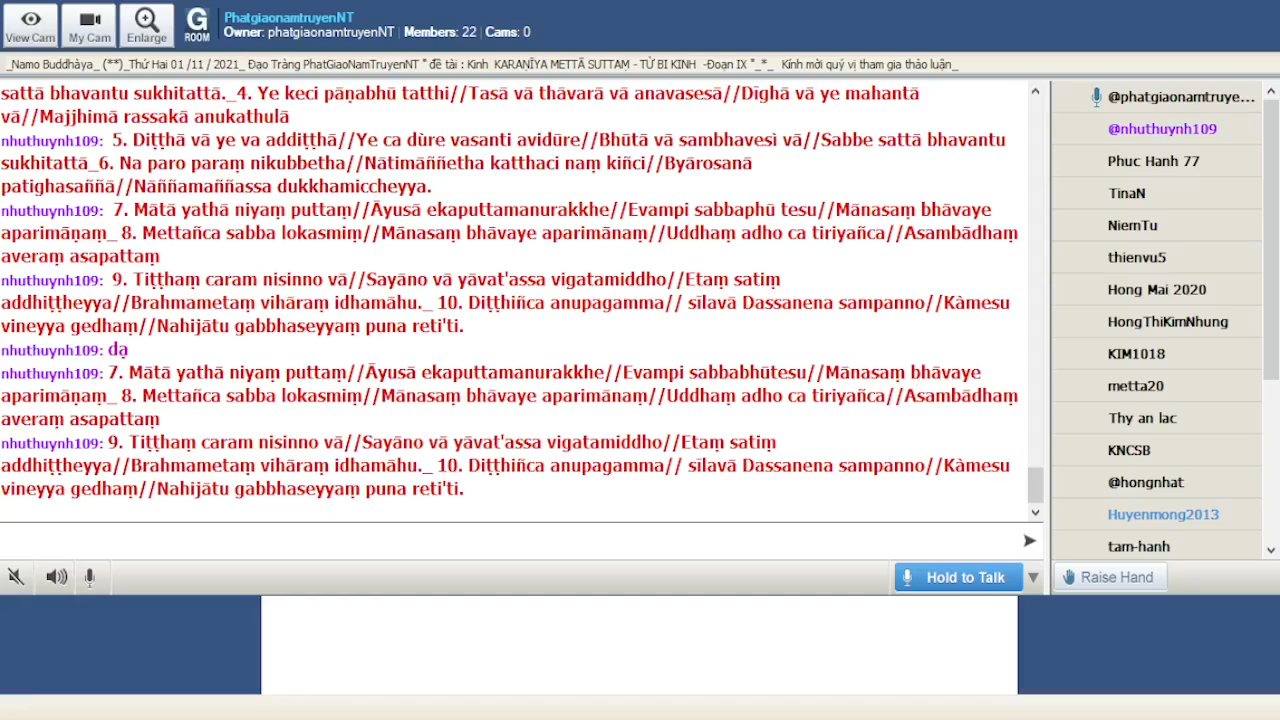 View Cam
My Cam
Enlarge
G
ROOM
PhatgiaonamtruyenNT
Owner: phatgiaonamtruyenNT | Members: 22 | Cams: 0
_Namo Buddhàya_ (**)_Thứ Hai 01 /11 / 2021_ Đạo Tràng PhatGiaoNamTruyenNT " đề tài : Kinh KARAṆĪYA METTĀ SUTTAṂ - TỪ BI KINH -Đoạn IX "_*_ Kính mời quý vị tham gia thảo luận_
sattā bhavantu sukhitattā._4. Ye keci pāṇabhū tatthi//Tasā vā thāvarā vā anavasesā//Dīghā vā ye mahantā
vā//Majjhimā rassakā anukathulā
nhuthuynh109: 5. Diṭṭhā vā ye va addiṭṭhā//Ye ca dùre vasanti avidūre//Bhūtā vā sambhavesì vā//Sabbe sattā bhavantu
sukhitattā_6. Na paro paraṃ nikubbetha//Nātimāññetha katthaci naṃ kiñci//Byārosanā
patighasaññā//Nāññamaññassa dukkhamiccheyya.
nhuthuynh109: 7. Mātā yathā niyaṃ puttaṃ//Āyusā ekaputtamanurakkhe//Evampi sabbaphū tesu//Mānasaṃ bhāvaye
aparimāṇaṃ_ 8. Mettañca sabba lokasmiṃ//Mānasaṃ bhāvaye aparimānaṃ//Uddhaṃ adho ca tiriyañca//Asambādhaṃ
averaṃ asapattaṃ
nhuthuynh109: 9. Tiṭṭhaṃ caram nisinno vā//Sayāno vā yāvat'assa vigatamiddho//Etaṃ satiṃ
addhiṭṭheyya//Brahmametaṃ vihāraṃ idhamāhu._ 10. Diṭṭhiñca anupagamma// sīlavā Dassanena sampanno//Kàmesu
vineyya gedhaṃ//Nahijātu gabbhaseyyaṃ puna reti'ti.
nhuthuynh109: dạ
nhuthuynh109: 7. Mātā yathā niyaṃ puttaṃ//Āyusā ekaputtamanurakkhe//Evampi sabbabhūtesu//Mānasaṃ bhāvaye
aparimāṇaṃ_ 8. Mettañca sabba lokasmiṃ//Mānasaṃ bhāvaye aparimānaṃ//Uddhaṃ adho ca tiriyañca//Asambādhaṃ
averaṃ asapattaṃ
nhuthuynh109: 9. Tiṭṭhaṃ caram nisinno vā//Sayāno vā yāvat'assa vigatamiddho//Etaṃ satiṃ
addhiṭṭheyya//Brahmametaṃ vihāraṃ idhamāhu._ 10. Diṭṭhiñca anupagamma// sīlavā Dassanena sampanno//Kàmesu
vineyya gedhaṃ//Nahijātu gabbhaseyyaṃ puna reti'ti.
@phatgiaonamtruye...
@nhuthuynh109
Phuc Hanh 77
TinaN
NiemTu
thienvu5
Hong Mai 2020
HongThiKimNhung
KIM1018
metta20
Thy an lac
KNCSB
@hongnhat
Huyenmong2013
tam-hanh
Hold to Talk
Raise Hand